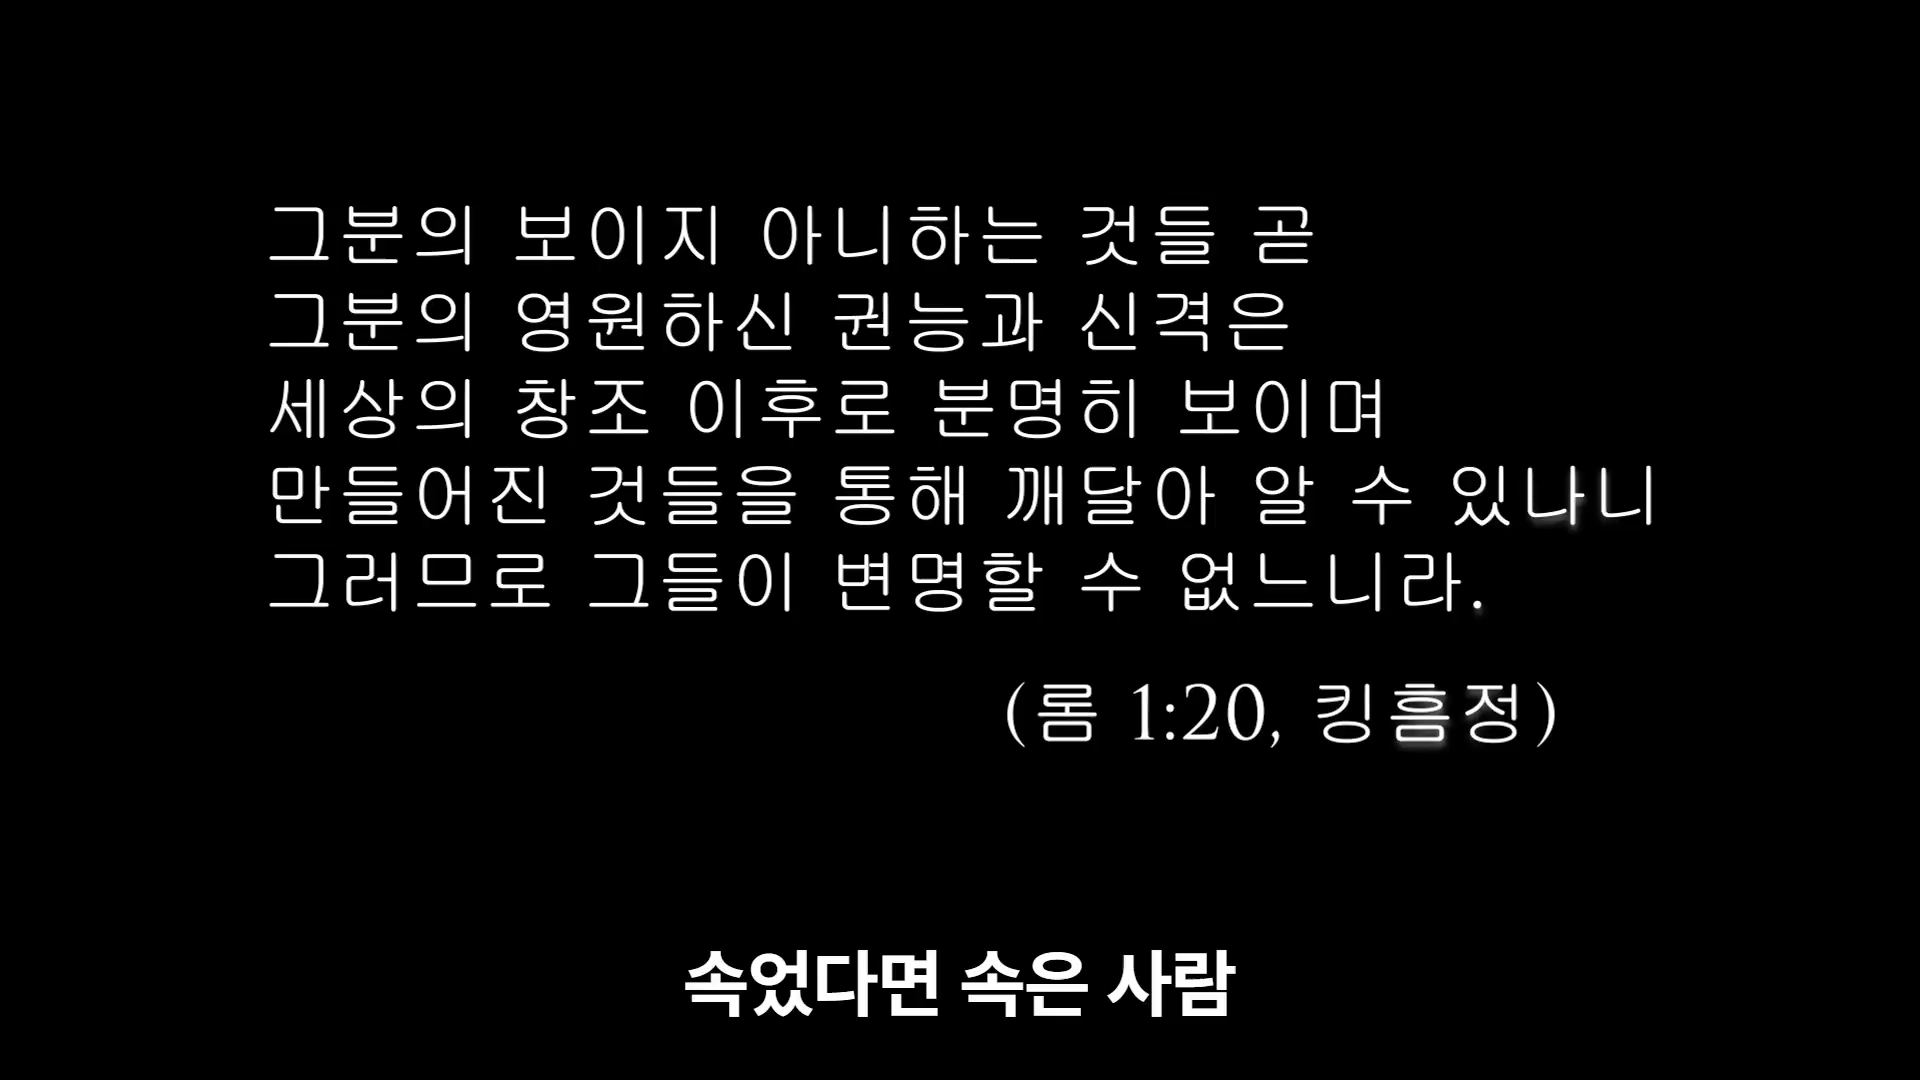 그분의 보이지 아니하는 것들 곧
그분의 영원하신 권능과 신격은
세상의 창조 이후로 분명히 보이며
만들어진 것들을 통해 깨달아 알 수 있나니
그러므로 그들이 변명할 수 없느니라.
(롬 1:20, 킹흠정)
속었다면 속은 사람